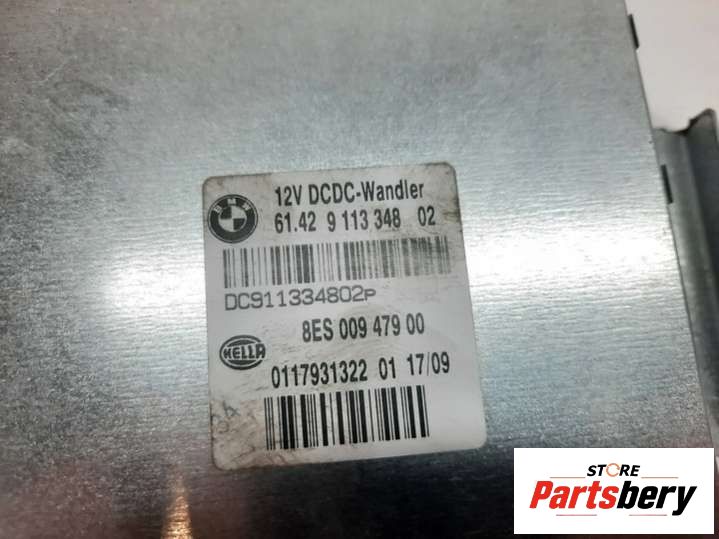 BMW
12V DCDC-Wandler
61.42 9 113 348 02
DC911334802P
8ES 009 479 00
HELLA
0117931322 01 17/09
STORE
Partsbery